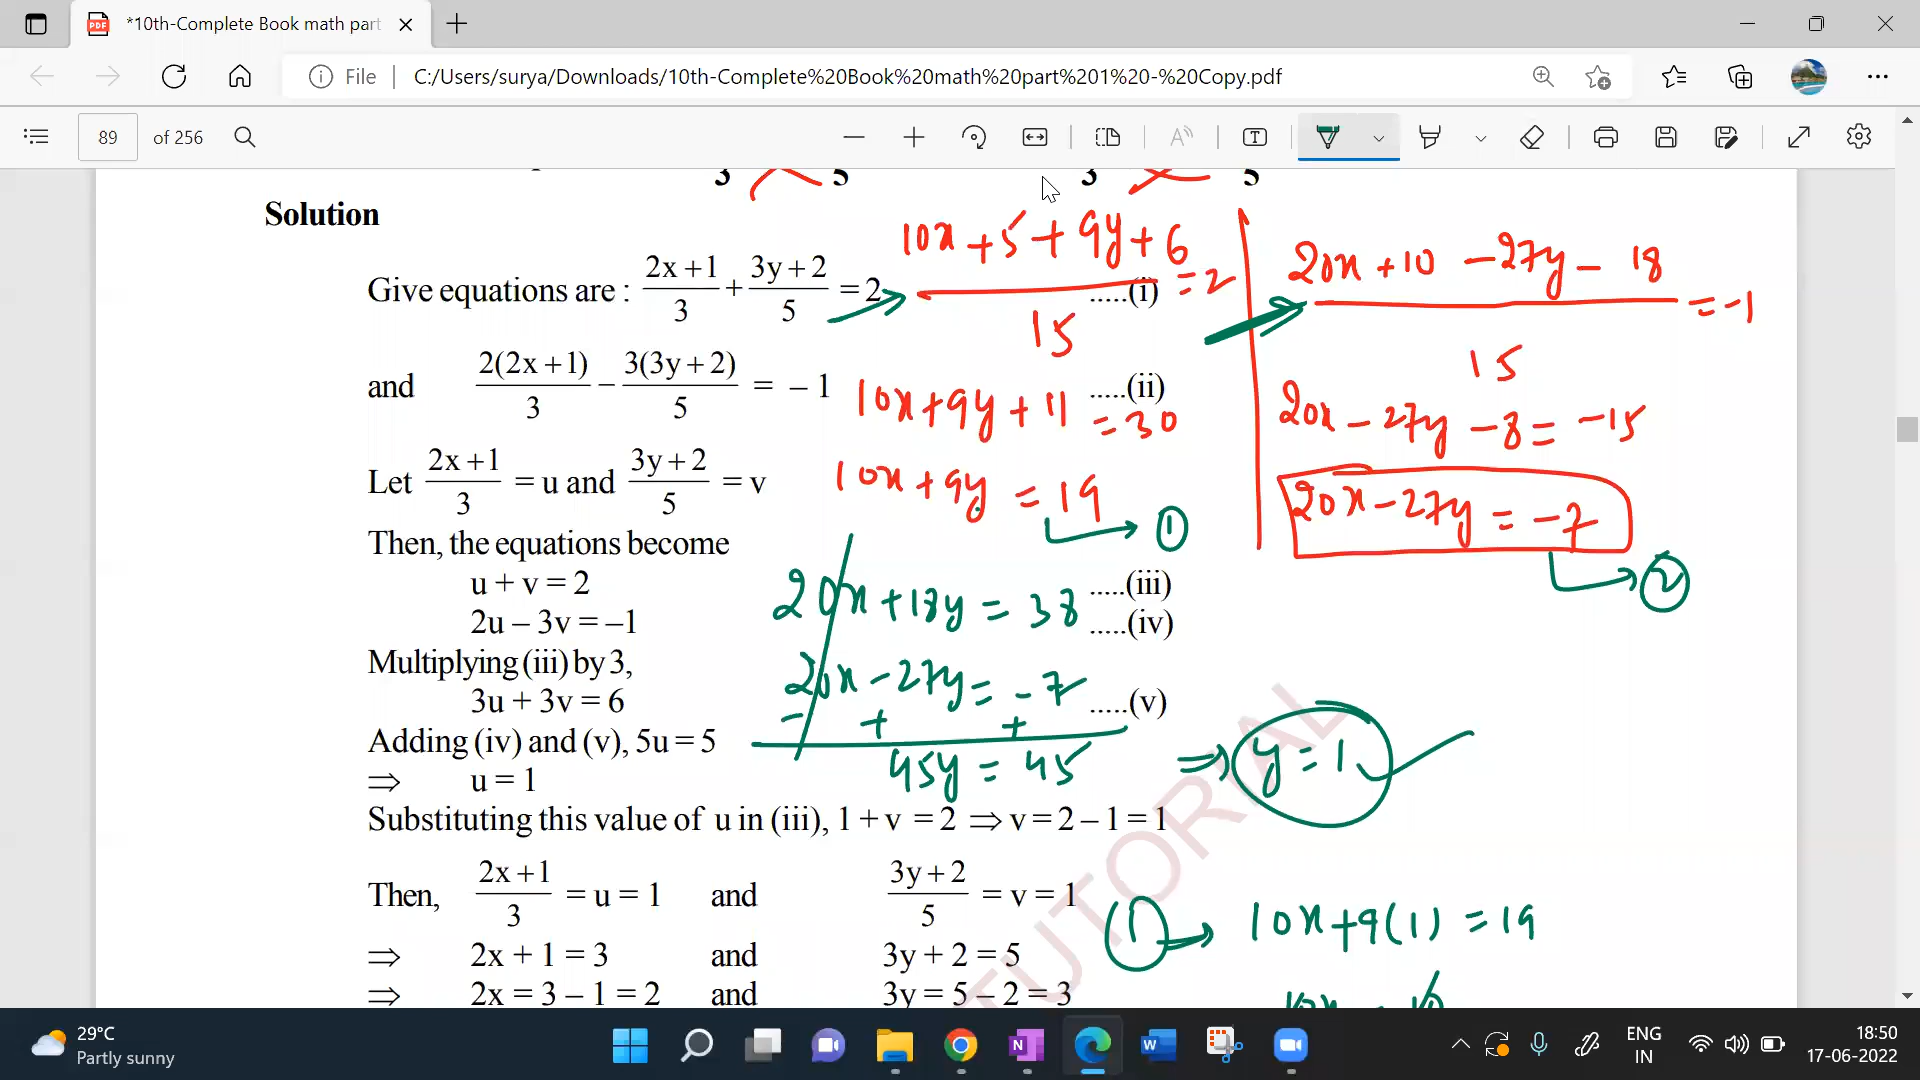 *10th-Complete Book math part
File | C:/Users/surya/Downloads/10th-Complete%20Book%20math%20part%201%20-%20Copy.pdf
89 of 256
3 5 3 5
Solution
Give equations are : (2x+1)/3 + (3y+2)/5 = 2 .....(i)
and 2(2x+1)/3 − 3(3y+2)/5 = – 1 .....(ii)
Let (2x+1)/3 = u and (3y+2)/5 = v
Then, the equations become
u + v = 2 .....(iii)
2u – 3v = –1 .....(iv)
Multiplying (iii) by 3,
3u + 3v = 6 .....(v)
Adding (iv) and (v), 5u = 5
⇒ u = 1
Substituting this value of u in (iii), 1 + v = 2 ⇒ v = 2 – 1 = 1
Then, (2x+1)/3 = u = 1 and (3y+2)/5 = v = 1
⇒ 2x + 1 = 3 and 3y + 2 = 5
⇒ 2x = 3 – 1 = 2 and 3y = 5 – 2 = 3
(10x+5+9y+6)/15 = 2
10x+9y+11 = 30
10x+9y = 19 → 1
(20x+10−27y−18)/15 = −1
20x−27y−8 = −15
20x−27y = −7 → 2
20x+18y = 38
20x−27y = −7
− + +
45y = 45 ⇒ y = 1
1 → 10x+9(1) = 19
10x = 10
TUTORIAL
29°C
Partly sunny
ENG
IN
18:50
17-06-2022